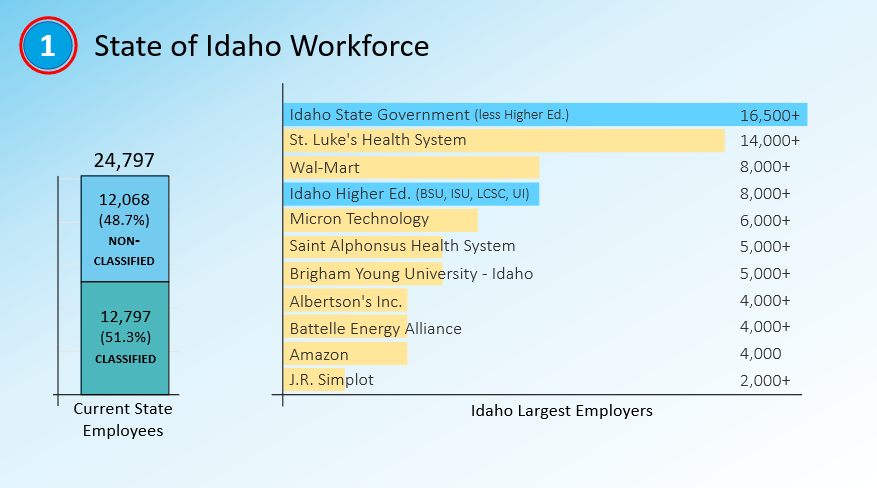 1
State of Idaho Workforce
24,797
12,068
(48.7%)
NON-
CLASSIFIED
12,797
(51.3%)
CLASSIFIED
Current State
Employees
Idaho State Government (less Higher Ed.) 16,500+
St. Luke's Health System 14,000+
Wal-Mart 8,000+
Idaho Higher Ed. (BSU, ISU, LCSC, UI) 8,000+
Micron Technology 6,000+
Saint Alphonsus Health System 5,000+
Brigham Young University - Idaho 5,000+
Albertson's Inc. 4,000+
Battelle Energy Alliance 4,000+
Amazon 4,000
J.R. Simplot 2,000+
Idaho Largest Employers